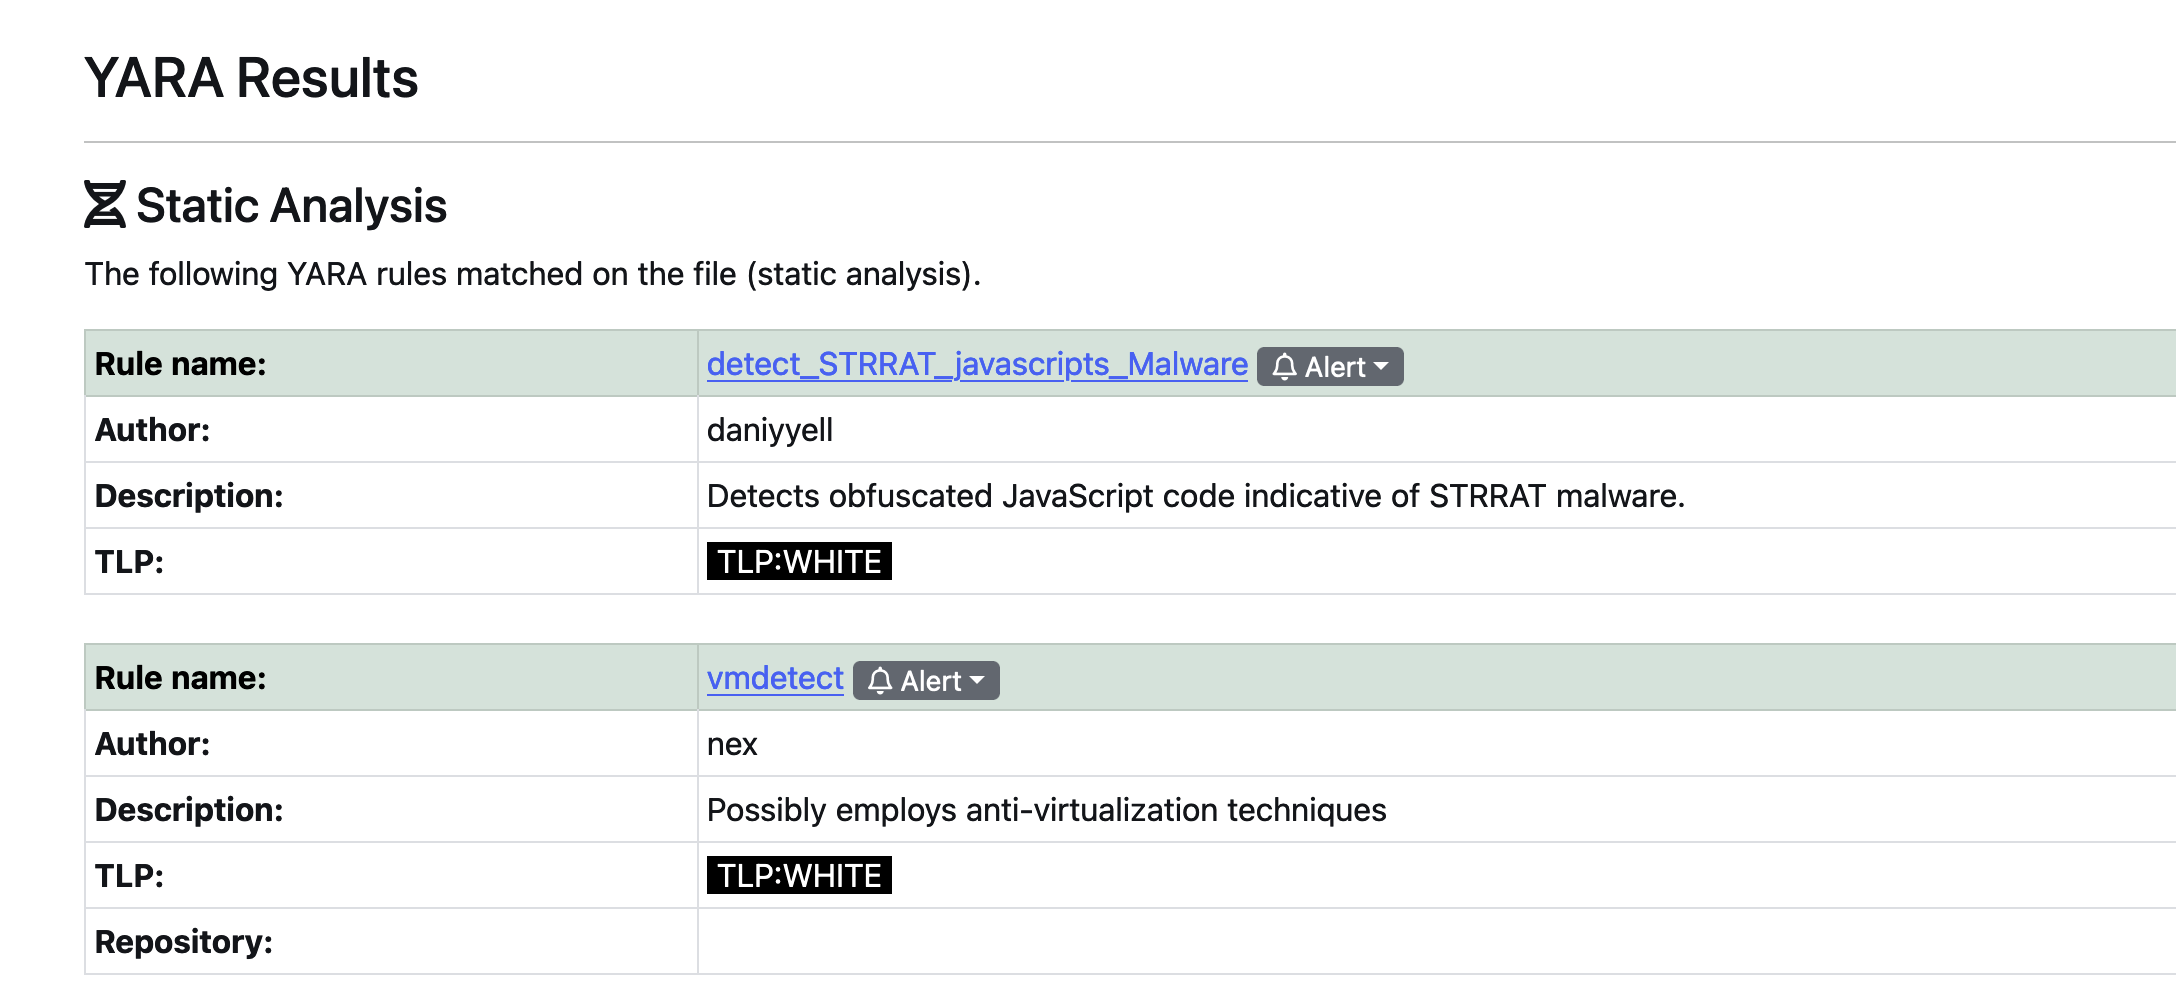 YARA Results
Static Analysis
The following YARA rules matched on the file (static analysis).
Rule name: detect_STRRAT_javascripts_Malware Alert
Author: daniyyell
Description: Detects obfuscated JavaScript code indicative of STRRAT malware.
TLP: TLP:WHITE
Rule name: vmdetect Alert
Author: nex
Description: Possibly employs anti-virtualization techniques
TLP: TLP:WHITE
Repository: